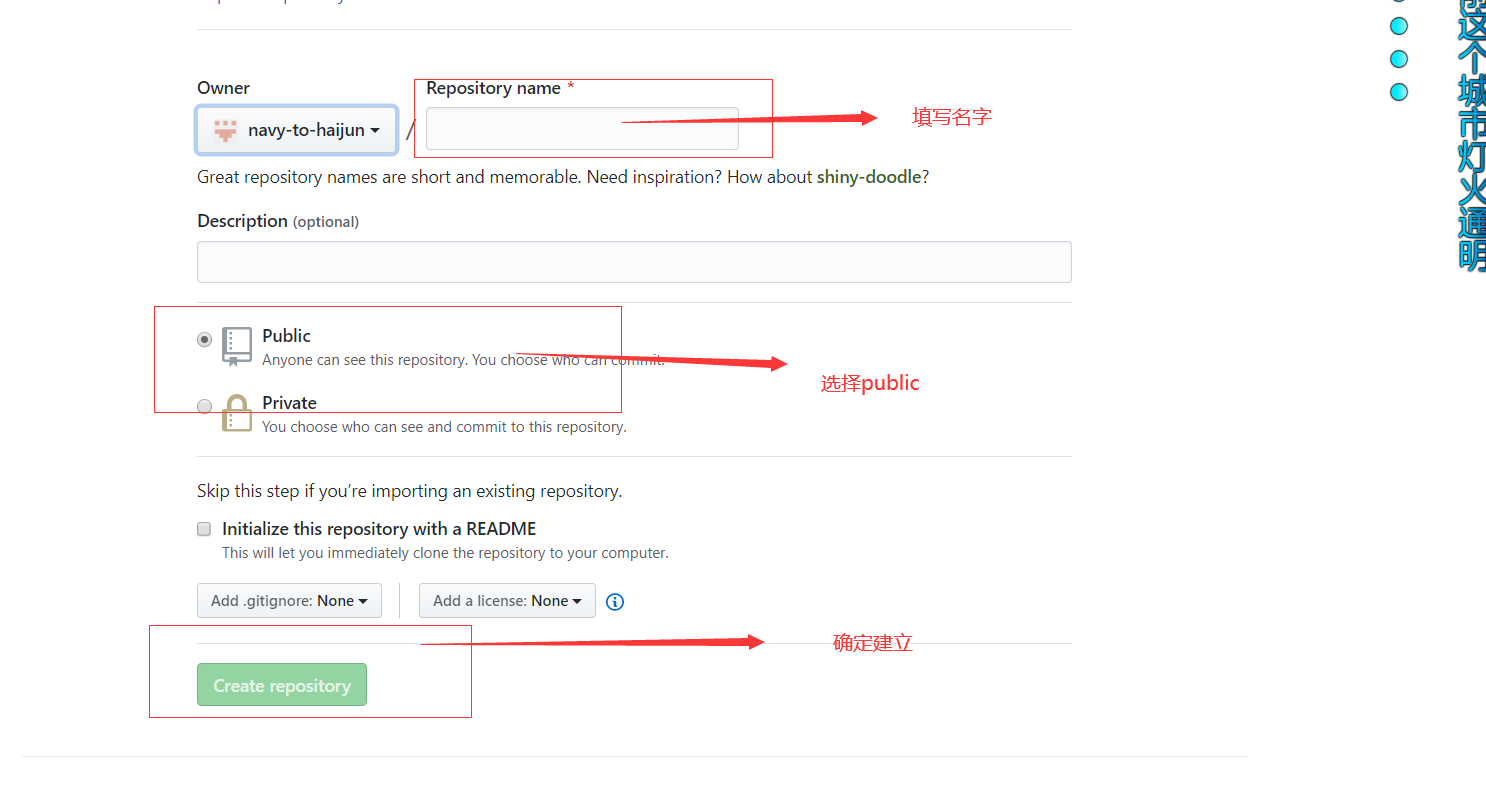 Owner
Repository name *
navy-to-haijun
/
填写名字
Great repository names are short and memorable. Need inspiration? How about shiny-doodle?
Description (optional)
Public
Anyone can see this repository. You choose who can commit.
选择public
Private
You choose who can see and commit to this repository.
Skip this step if you’re importing an existing repository.
Initialize this repository with a README
This will let you immediately clone the repository to your computer.
Add .gitignore: None
Add a license: None
确定建立
Create repository
这个城市灯火通明